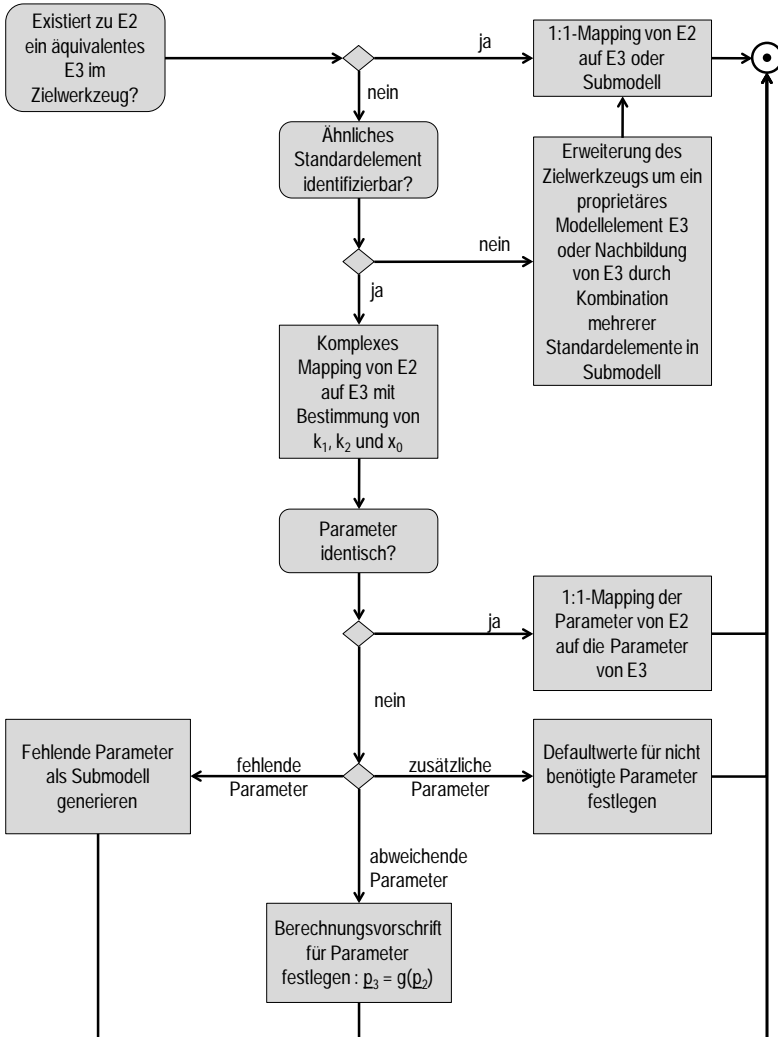 Existiert zu E2
ein äquivalentes
E3 im
Zielwerkzeug?
ja
1:1-Mapping von E2
auf E3 oder
Submodell
nein
Ähnliches
Standardelement
identifizierbar?
nein
Erweiterung des
Zielwerkzeugs um ein
proprietäres
Modellelement E3
oder Nachbildung
von E3 durch
Kombination
mehrerer
Standardelemente in
Submodell
ja
Komplexes
Mapping von E2
auf E3 mit
Bestimmung von
k₁, k₂ und x₀
Parameter
identisch?
ja
1:1-Mapping der
Parameter von E2
auf die Parameter
von E3
nein
Fehlende Parameter
als Submodell
generieren
fehlende
Parameter
zusätzliche
Parameter
Defaultwerte für nicht
benötigte Parameter
festlegen
abweichende
Parameter
Berechnungsvorschrift
für Parameter
festlegen : p₃ = g(p₂)